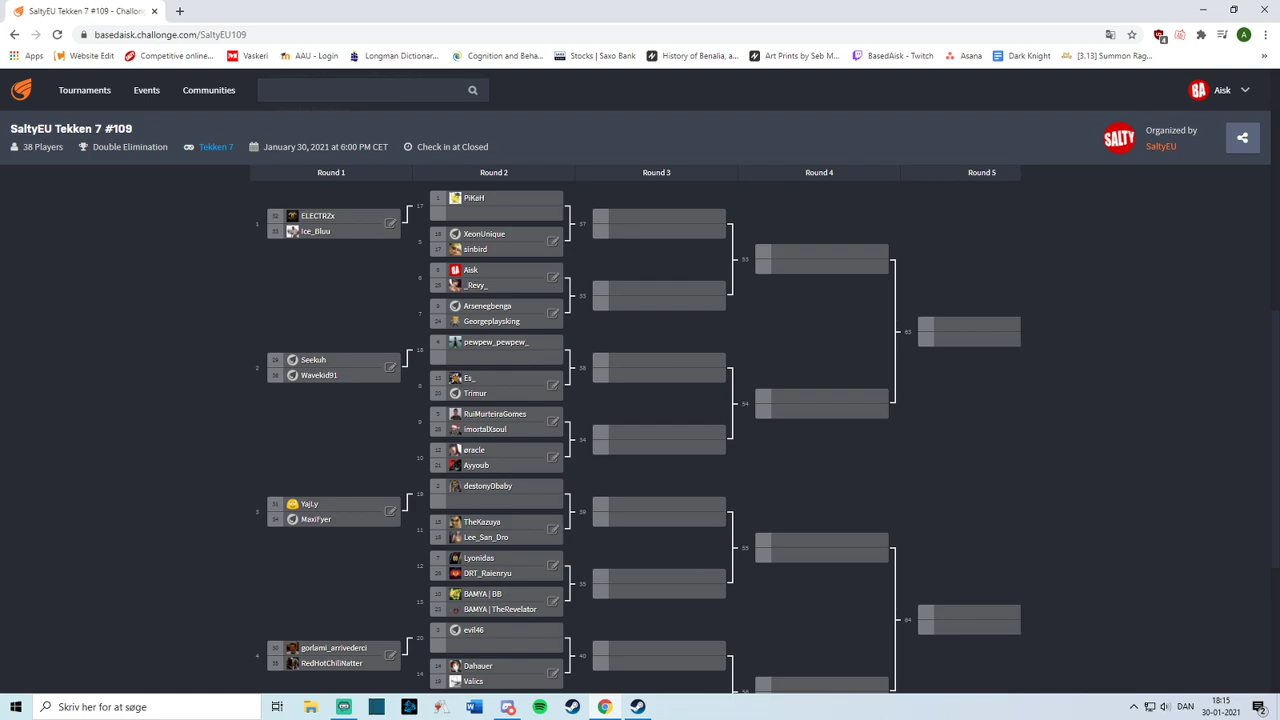 SaltyEU Tekken 7 #109 - Challong
basedaisk.challonge.com/SaltyEU109
Apps Website Edit Competitive online... Vaskeri AAU - Login Longman Dictionary... Cognition and Beha... Stocks | Saxo Bank History of Benalia, a... Art Prints by Seb M... BasedAisk - Twitch Asana Dark Knight [3.13] Summon Rag...
Tournaments Events Communities
BA Aisk
SaltyEU Tekken 7 #109
38 Players Double Elimination Tekken 7 January 30, 2021 at 6:00 PM CET Check in at Closed
SALTY Organized by
SaltyEU
Round 1 Round 2 Round 3 Round 4 Round 5
PiKaH
ELECTRZx
Ice_Bluu
XeonUnique
sinbird
Aisk
_Revy_
Arsenegbenga
Georgeplaysking
pewpew_pewpew_
Seekuh
Wavekid91
Es_
Trimur
RuiMurteiraGomes
imortalXsoul
øracle
Ayyoub
destonyDbaby
YajLy
MaxiFyer
TheKazuya
Lee_San_Dro
Lyonidas
DRT_Raienryu
BAMYA | BB
BAMYA | TheRevelator
evil46
gorlami_arrivederci
RedHotChiliNatter
Dahauer
Valics
Skriv her for at søge
DAN
18:15
30-01-2021